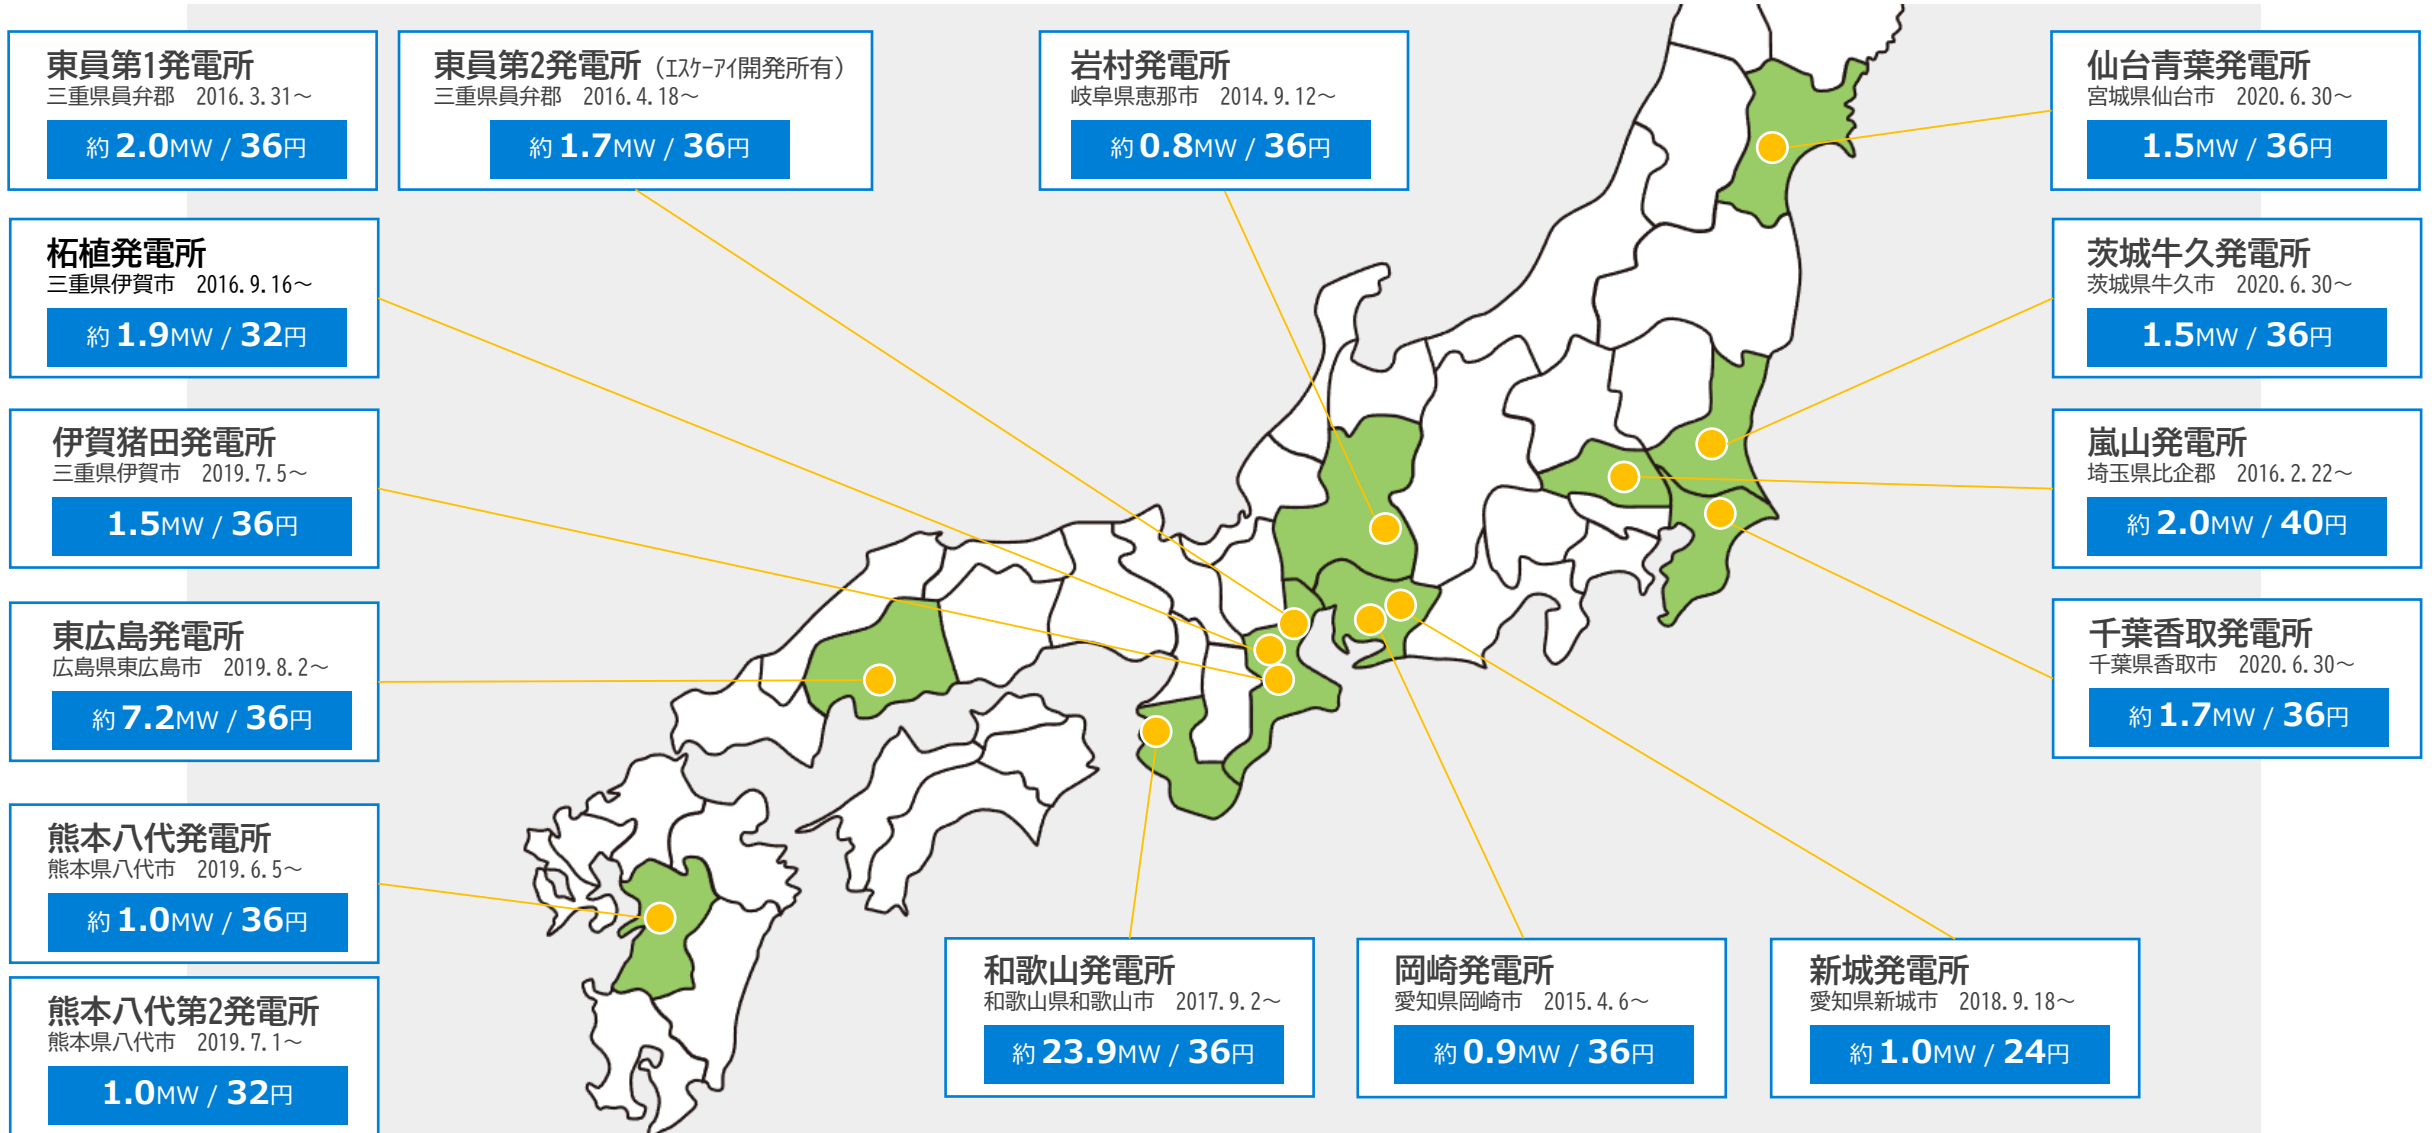 東員第1発電所
三重県員弁郡　2016.3.31～
約2.0MW / 36円
東員第2発電所（ｴｽｹｰｱｲ開発所有）
三重県員弁郡　2016.4.18～
約1.7MW / 36円
岩村発電所
岐阜県恵那市　2014.9.12～
約0.8MW / 36円
仙台青葉発電所
宮城県仙台市　2020.6.30～
1.5MW / 36円
柘植発電所
三重県伊賀市　2016.9.16～
約1.9MW / 32円
茨城牛久発電所
茨城県牛久市　2020.6.30～
1.5MW / 36円
伊賀猪田発電所
三重県伊賀市　2019.7.5～
1.5MW / 36円
嵐山発電所
埼玉県比企郡　2016.2.22～
約2.0MW / 40円
東広島発電所
広島県東広島市　2019.8.2～
約7.2MW / 36円
千葉香取発電所
千葉県香取市　2020.6.30～
約1.7MW / 36円
熊本八代発電所
熊本県八代市　2019.6.5～
約1.0MW / 36円
熊本八代第2発電所
熊本県八代市　2019.7.1～
1.0MW / 32円
和歌山発電所
和歌山県和歌山市　2017.9.2～
約23.9MW / 36円
岡崎発電所
愛知県岡崎市　2015.4.6～
約0.9MW / 36円
新城発電所
愛知県新城市　2018.9.18～
約1.0MW / 24円